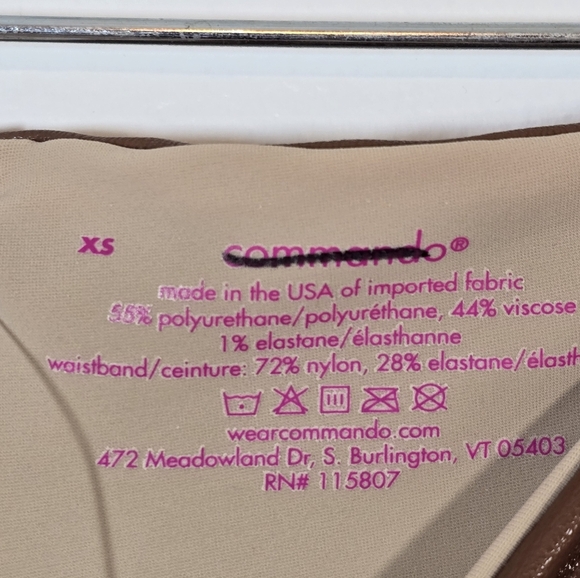 XS
commando®
made in the USA of imported fabric
55% polyurethane/polyuréthane, 44% viscose
1% elastane/élasthanne
waistband/ceinture: 72% nylon, 28% elastane/élasth
wearcommando.com
472 Meadowland Dr, S. Burlington, VT 05403
RN# 115807